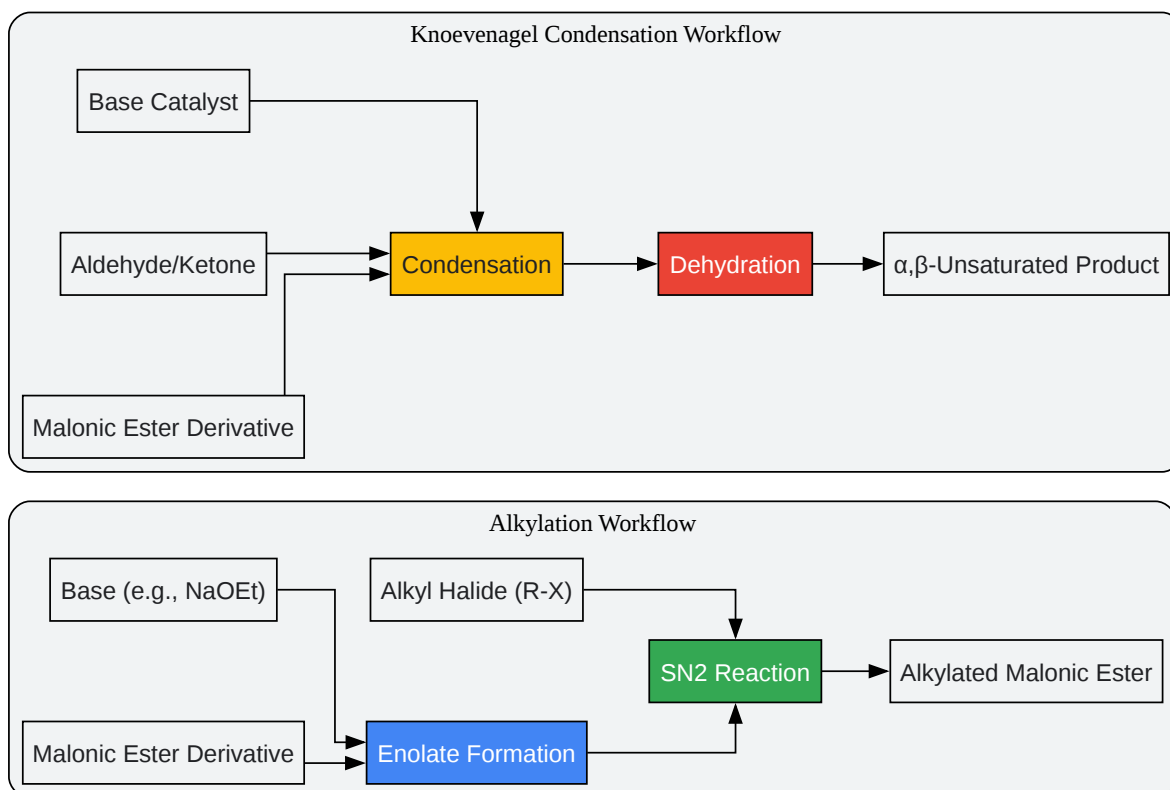 Knoevenagel Condensation Workflow
Base Catalyst
Aldehyde/Ketone
Condensation
Dehydration
α,β-Unsaturated Product
Malonic Ester Derivative
Alkylation Workflow
Base (e.g., NaOEt)
Alkyl Halide (R-X)
SN2 Reaction
Alkylated Malonic Ester
Malonic Ester Derivative
Enolate Formation